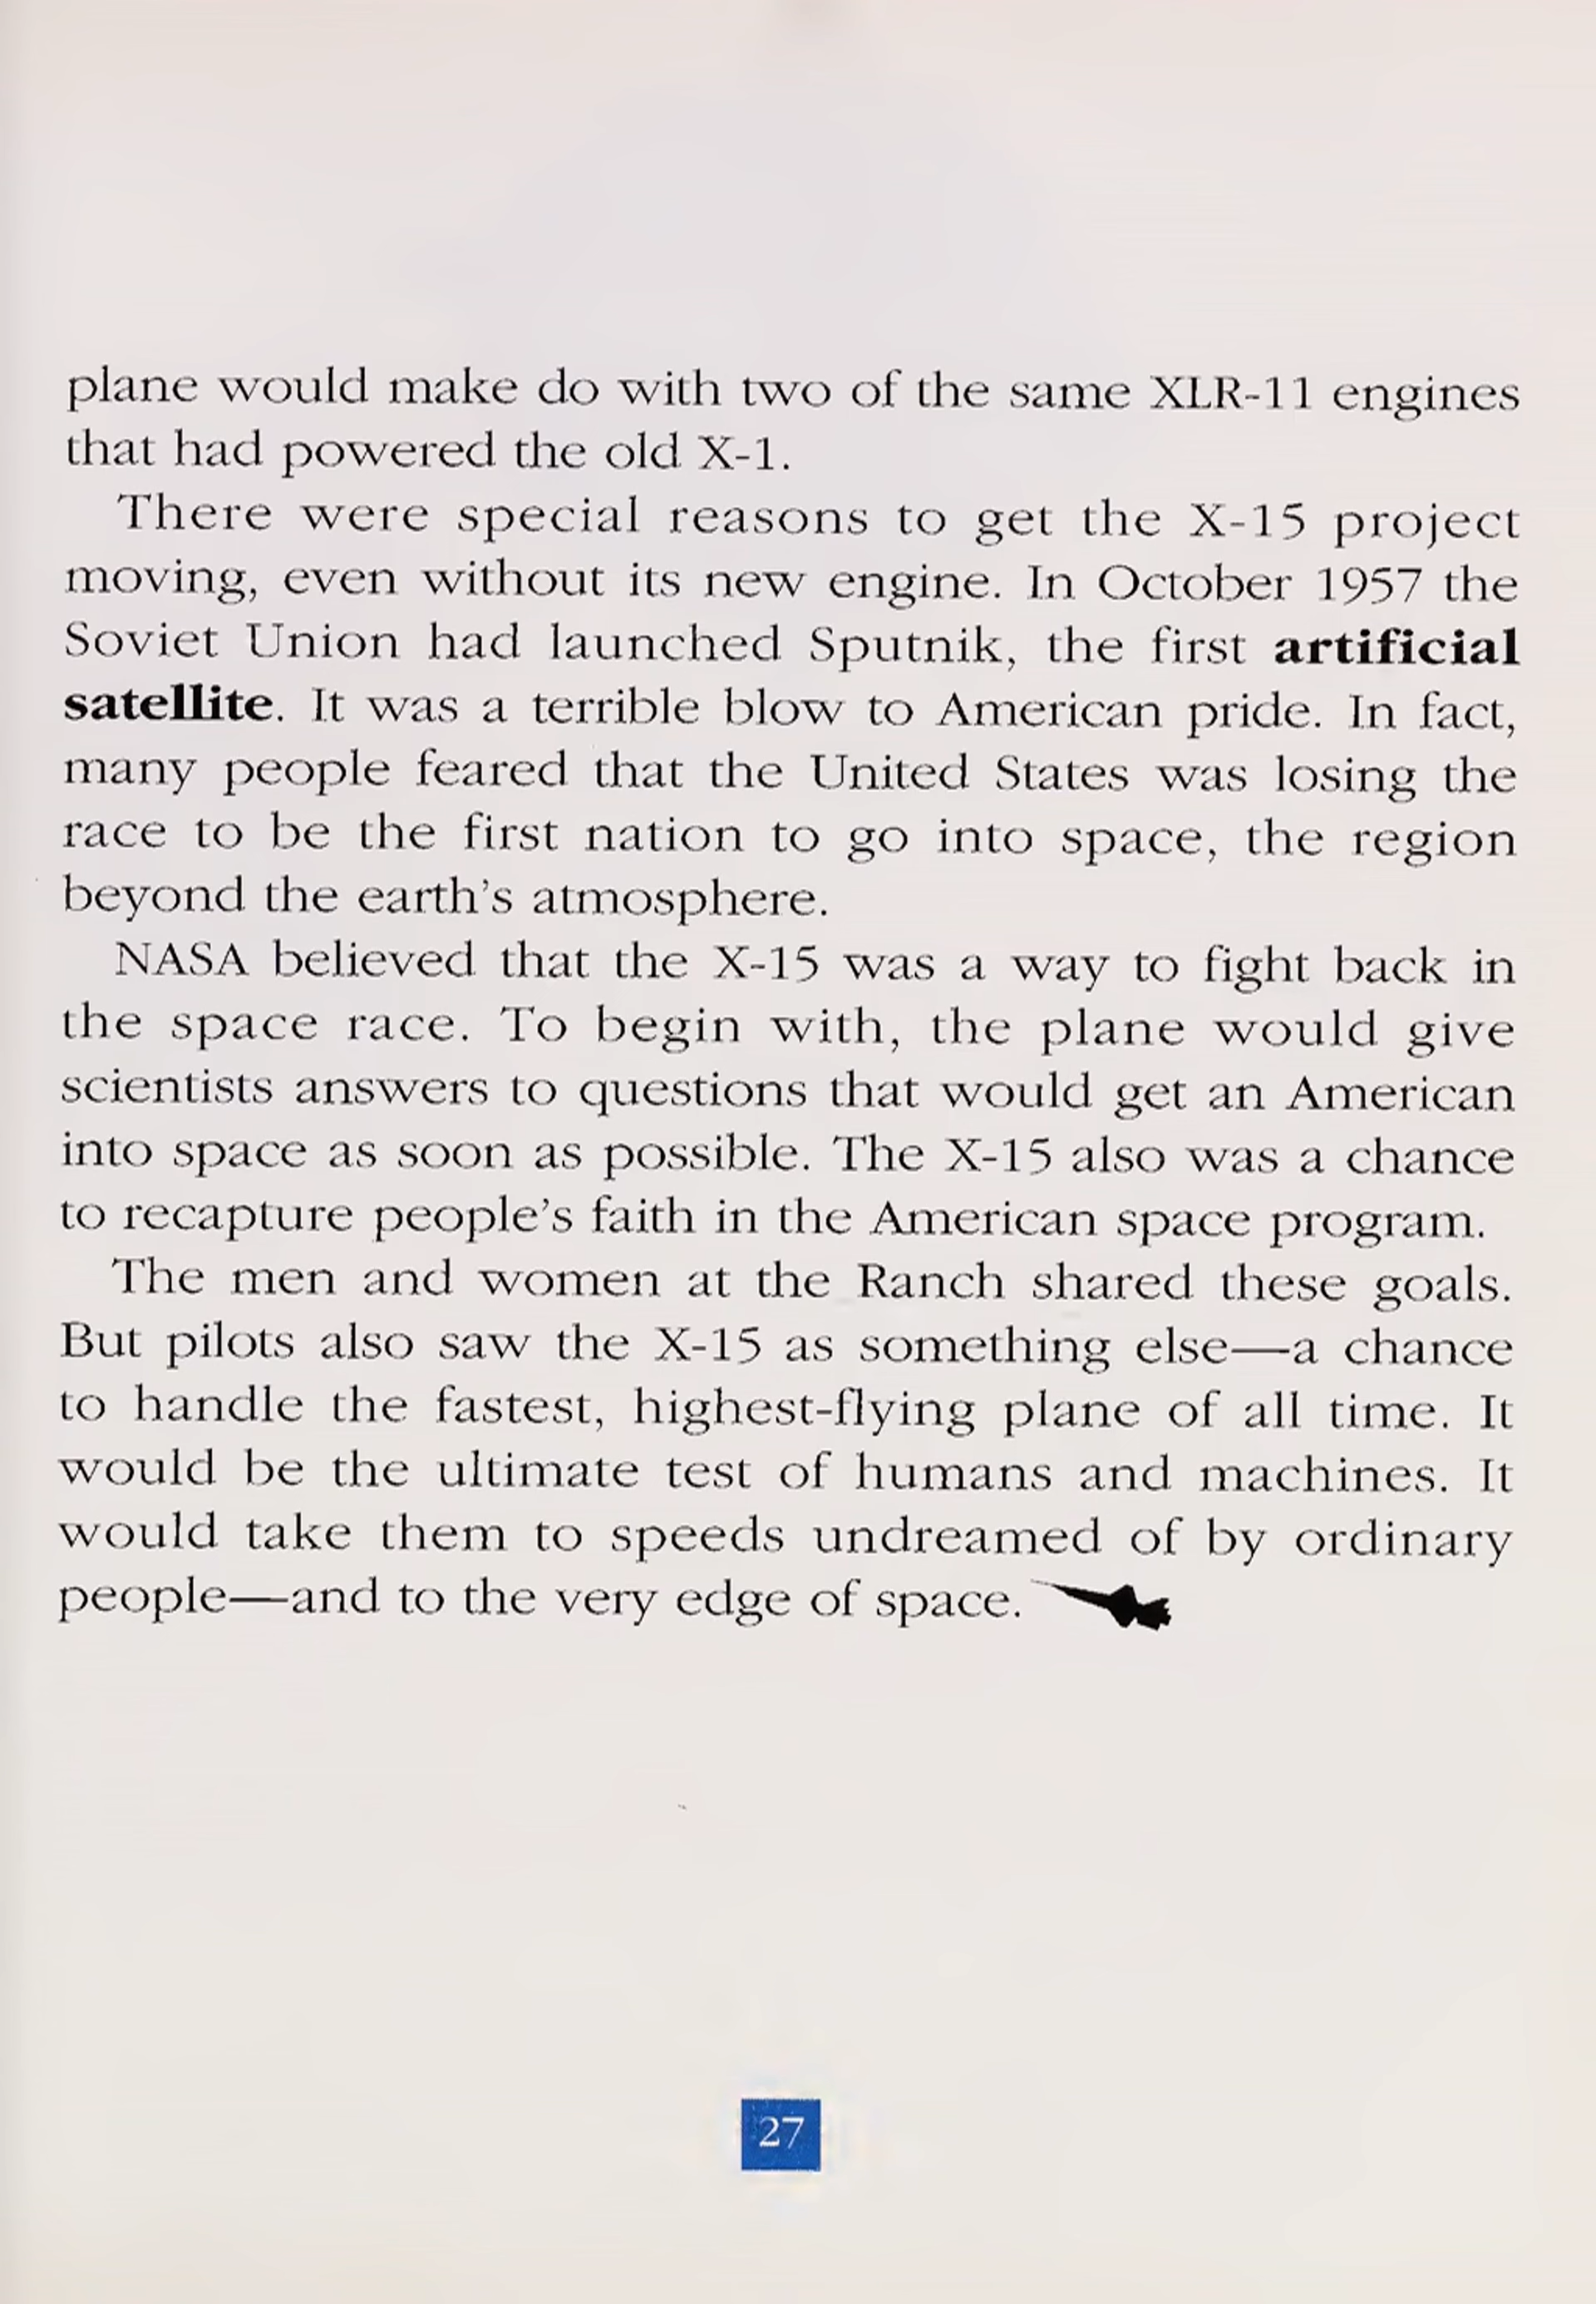 plane would make do with two of the same XLR-11 engines
that had powered the old X-1.
There were special reasons to get the X-15 project
moving, even without its new engine. In October 1957 the
Soviet Union had launched Sputnik, the first artificial
satellite. It was a terrible blow to American pride. In fact,
many people feared that the United States was losing the
race to be the first nation to go into space, the region
beyond the earth's atmosphere.
NASA believed that the X-15 was a way to fight back in
the space race. To begin with, the plane would give
scientists answers to questions that would get an American
into space as soon as possible. The X-15 also was a chance
to recapture people's faith in the American space program.
The men and women at the Ranch shared these goals.
But pilots also saw the X-15 as something else—a chance
to handle the fastest, highest-flying plane of all time. It
would be the ultimate test of humans and machines. It
would take them to speeds undreamed of by ordinary
people—and to the very edge of space.
27